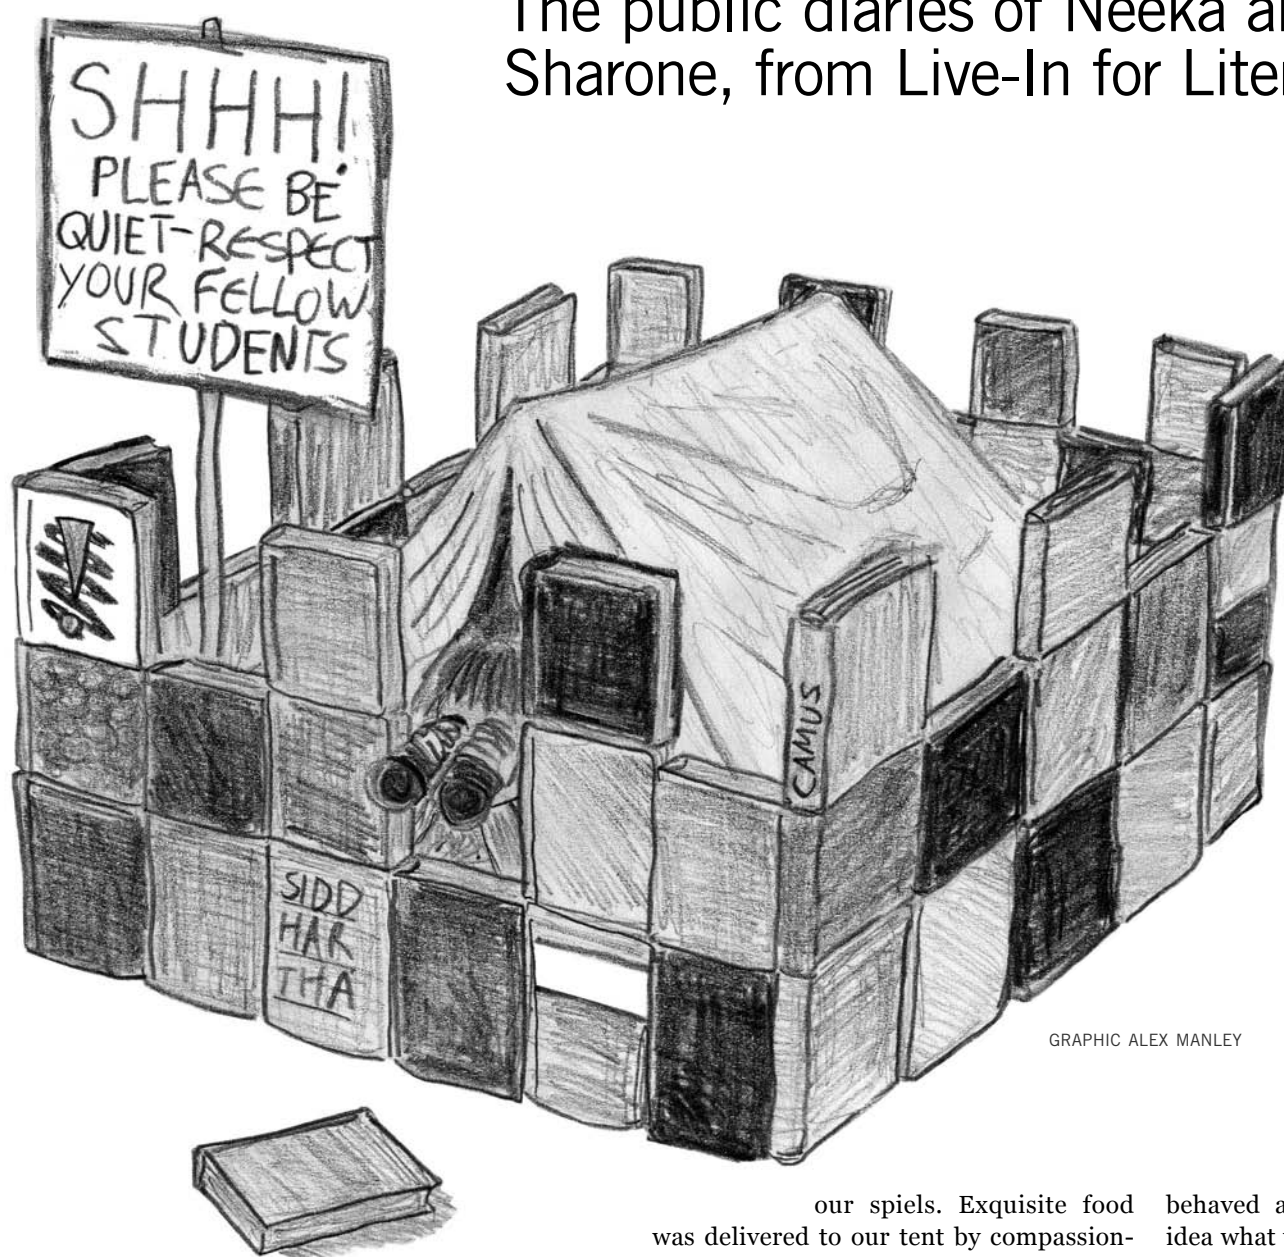 The public diaries of Neeka
Sharone, from Live-In for
SHHH!
PLEASE BE
QUIET-RESPECT
YOUR FELLOW
STUDENTS
CAMUS
SIDD
HAR
THA
GRAPHIC ALEX MANLEY
our spiels. Exquisite food
was delivered to our tent by compassion-
behaved
idea what